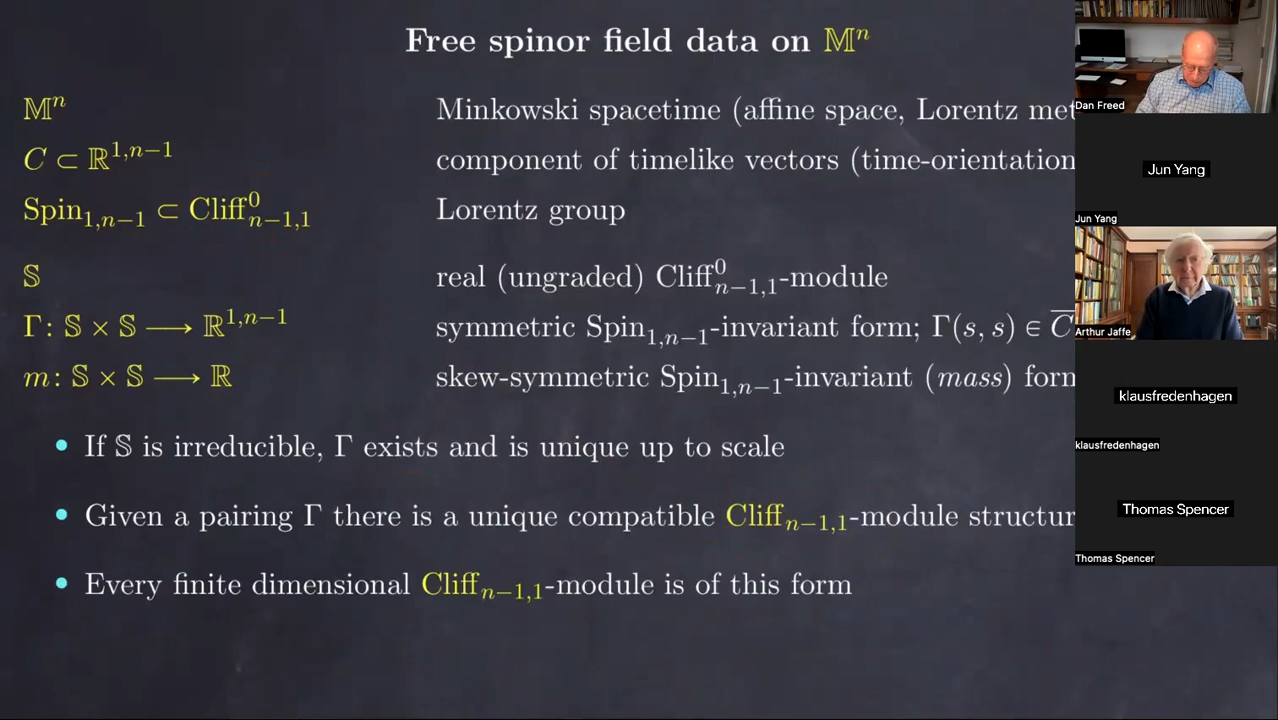 Free spinor field data on 𝕄ⁿ
𝕄ⁿ Minkowski spacetime (affine space, Lorentz met
C ⊂ ℝ^{1,n−1} component of timelike vectors (time-orientation
Spin_{1,n−1} ⊂ Cliff^0_{n−1,1} Lorentz group
𝕊 real (ungraded) Cliff^0_{n−1,1}-module
Γ: 𝕊 × 𝕊 ⟶ ℝ^{1,n−1} symmetric Spin_{1,n−1}-invariant form; Γ(s, s) ∈ C̅
m: 𝕊 × 𝕊 ⟶ ℝ skew-symmetric Spin_{1,n−1}-invariant (mass) form
• If 𝕊 is irreducible, Γ exists and is unique up to scale
• Given a pairing Γ there is a unique compatible Cliff_{n−1,1}-module structur
• Every finite dimensional Cliff_{n−1,1}-module is of this form
Dan Freed
Jun Yang
Jun Yang
Arthur Jaffe
klausfredenhagen
klausfredenhagen
Thomas Spencer
Thomas Spencer